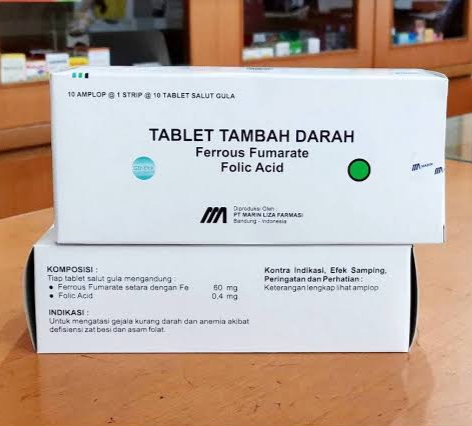 10 AMPLOP @ 1 STRIP @ 10 TABLET SALUT GULA
TABLET TAMBAH DARAH
Ferrous Fumarate
Folic Acid
Diproduksi Oleh :
PT MARIN LIZA FARMASI
Bandung - Indonesia
KOMPOSISI :
Tiap tablet salut gula mengandung :
• Ferrous Fumarate setara dengan Fe 60 mg
• Folic Acid 0,4 mg
INDIKASI :
Untuk mengatasi gejala kurang darah dan anemia akibat
defisiensi zat besi dan asam folat.
Kontra Indikasi, Efek Samping,
Peringatan dan Perhatian :
Keterangan lengkap lihat amplop